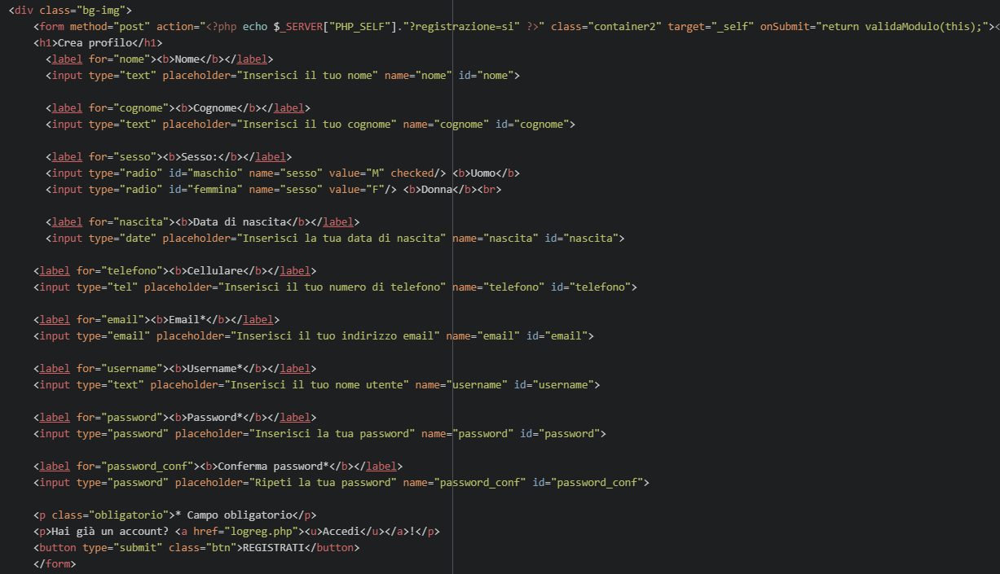 <div class="bg-img">
<form method="post" action="<?php echo $_SERVER["PHP_SELF"]."?registrazione=si" ?>" class="container2" target="_self" onSubmit="return validaModulo(this);"><
<h1>Crea profilo</h1>
<label for="nome"><b>Nome</b></label>
<input type="text" placeholder="Inserisci il tuo nome" name="nome" id="nome">
<label for="cognome"><b>Cognome</b></label>
<input type="text" placeholder="Inserisci il tuo cognome" name="cognome" id="cognome">
<label for="sesso"><b>Sesso:</b></label>
<input type="radio" id="maschio" name="sesso" value="M" checked/> <b>Uomo</b>
<input type="radio" id="femmina" name="sesso" value="F"/> <b>Donna</b><br>
<label for="nascita"><b>Data di nascita</b></label>
<input type="date" placeholder="Inserisci la tua data di nascita" name="nascita" id="nascita">
<label for="telefono"><b>Cellulare</b></label>
<input type="tel" placeholder="Inserisci il tuo numero di telefono" name="telefono" id="telefono">
<label for="email"><b>Email*</b></label>
<input type="email" placeholder="Inserisci il tuo indirizzo email" name="email" id="email">
<label for="username"><b>Username*</b></label>
<input type="text" placeholder="Inserisci il tuo nome utente" name="username" id="username">
<label for="password"><b>Password*</b></label>
<input type="password" placeholder="Inserisci la tua password" name="password" id="password">
<label for="password_conf"><b>Conferma password*</b></label>
<input type="password" placeholder="Ripeti la tua password" name="password_conf" id="password_conf">
<p class="obligatorio">* Campo obligatorio</p>
<p>Hai già un account? <a href="logreg.php"><u>Accedi</u></a>!</p>
<button type="submit" class="btn">REGISTRATI</button>
</form>